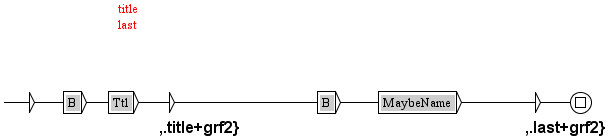 title
last
B
Ttl
B
MaybeName
,.title+grf2}
,.last+grf2}